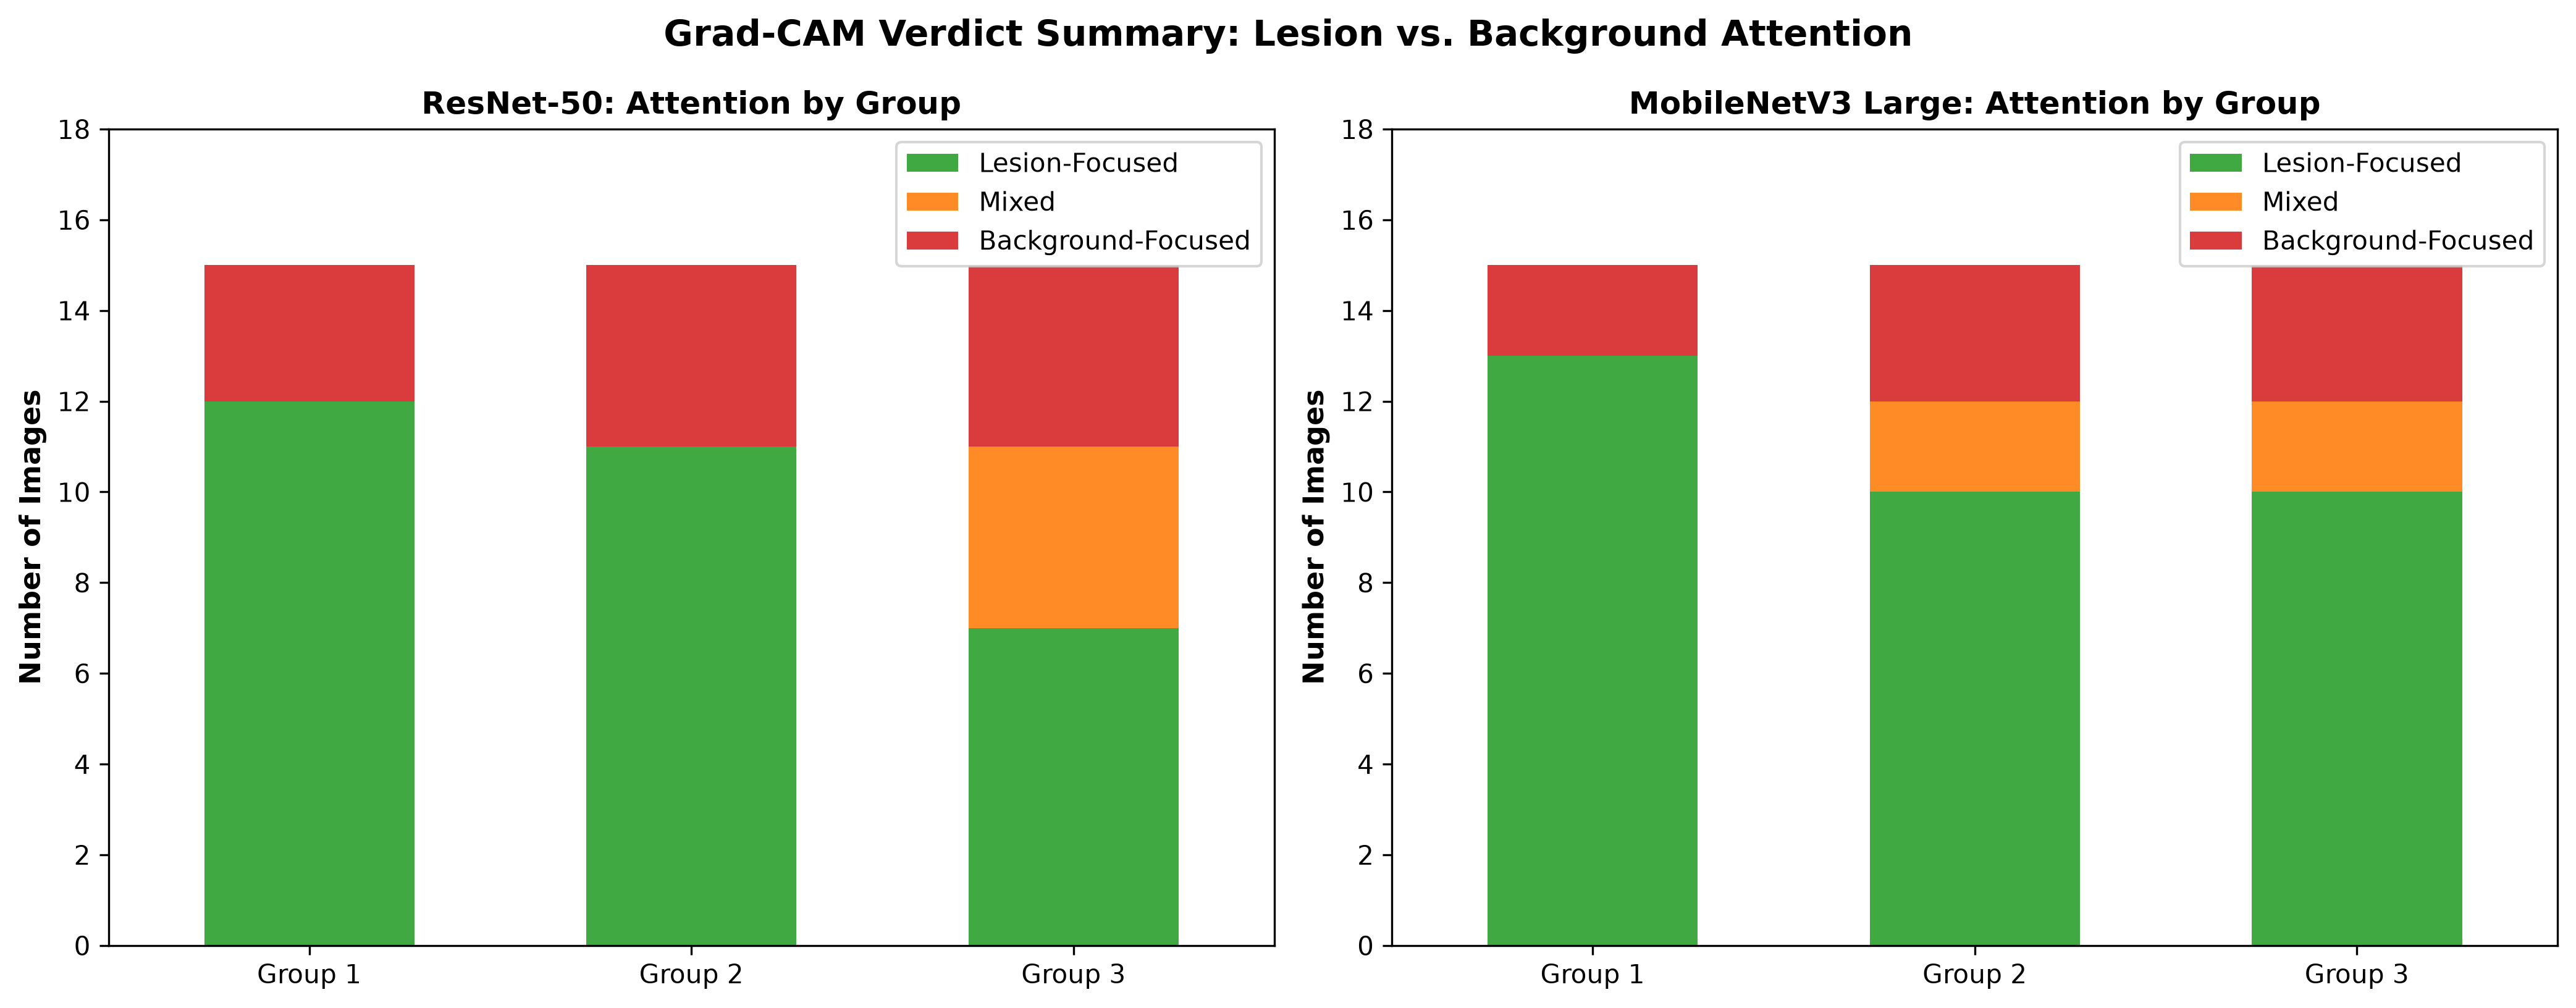 Grad-CAM Verdict Summary: Lesion vs. Background Attention
ResNet-50: Attention by Group
18
16
14
12
10
8
6
4
2
0
Number of Images
Lesion-Focused
Mixed
Background-Focused
Group 1
Group 2
Group 3
MobileNetV3 Large: Attention by Group
18
16
14
12
10
8
6
4
2
0
Number of Images
Lesion-Focused
Mixed
Background-Focused
Group 1
Group 2
Group 3